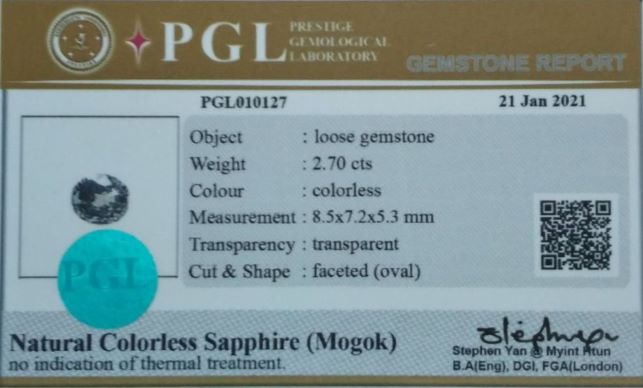 PGL PRESTIGE
GEMOLOGICAL
LABORATORY
GEMSTONE REPORT
PGL010127 21 Jan 2021
Object : loose gemstone
Weight : 2.70 cts
Colour : colorless
Measurement : 8.5x7.2x5.3 mm
Transparency : transparent
Cut & Shape : faceted (oval)
PGL
Natural Colorless Sapphire (Mogok)
no indication of thermal treatment.
Stephen Yan @ Myint Htun
B.A(Eng), DGI, FGA(London)